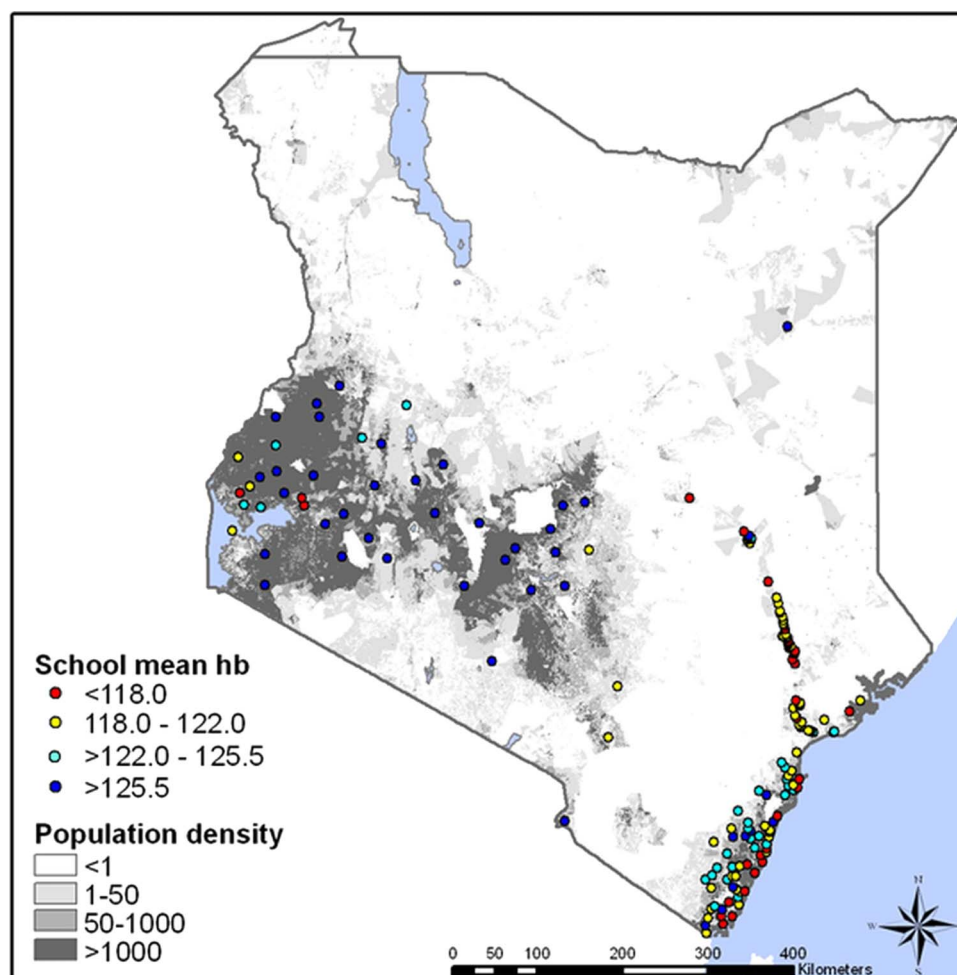 School mean hb
<118.0
118.0 - 122.0
>122.0 - 125.5
>125.5
Population density
<1
1-50
50-1000
>1000
N
W
E
S
0 50 100 200 300 400
Kilometers